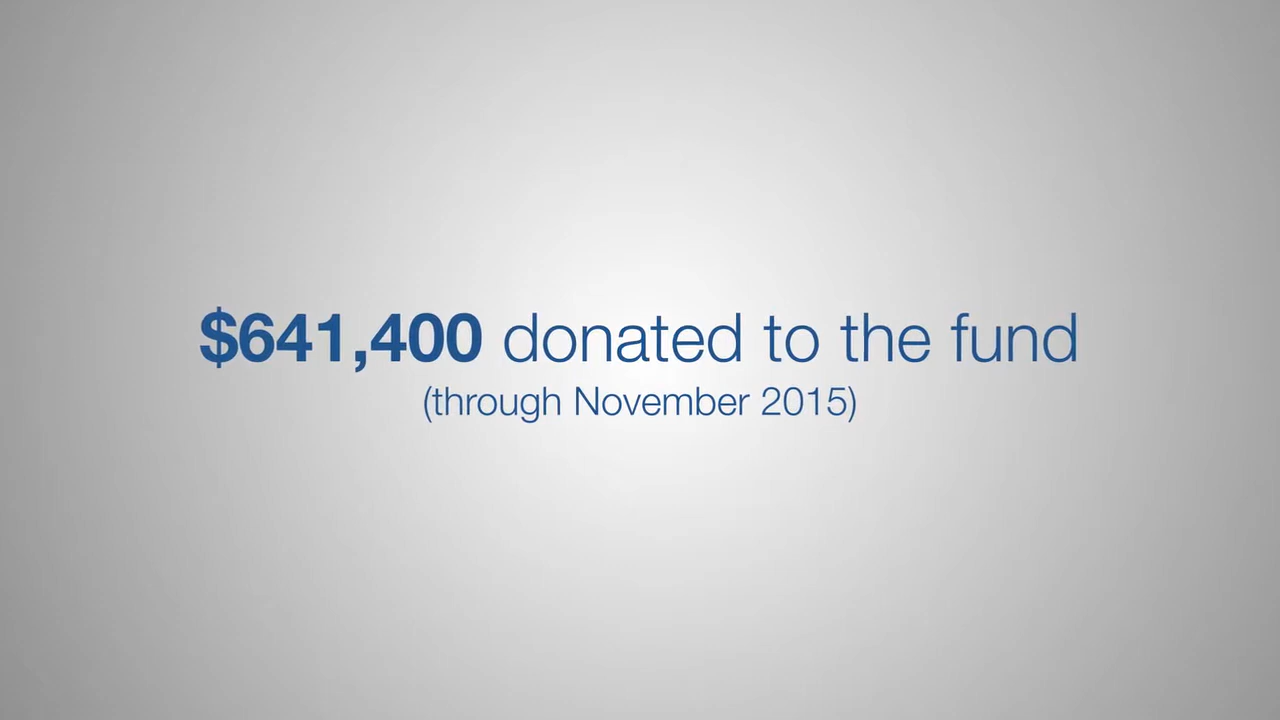 $641,400 donated to the fund
(through November 2015)